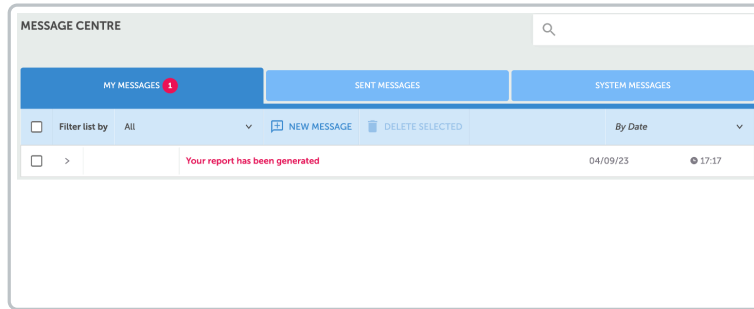 MESSAGE CENTRE
MY MESSAGES 1 SENT MESSAGES SYSTEM MESSAGES
Filter list by All NEW MESSAGE DELETE SELECTED By Date
Your report has been generated 04/09/23 17:17